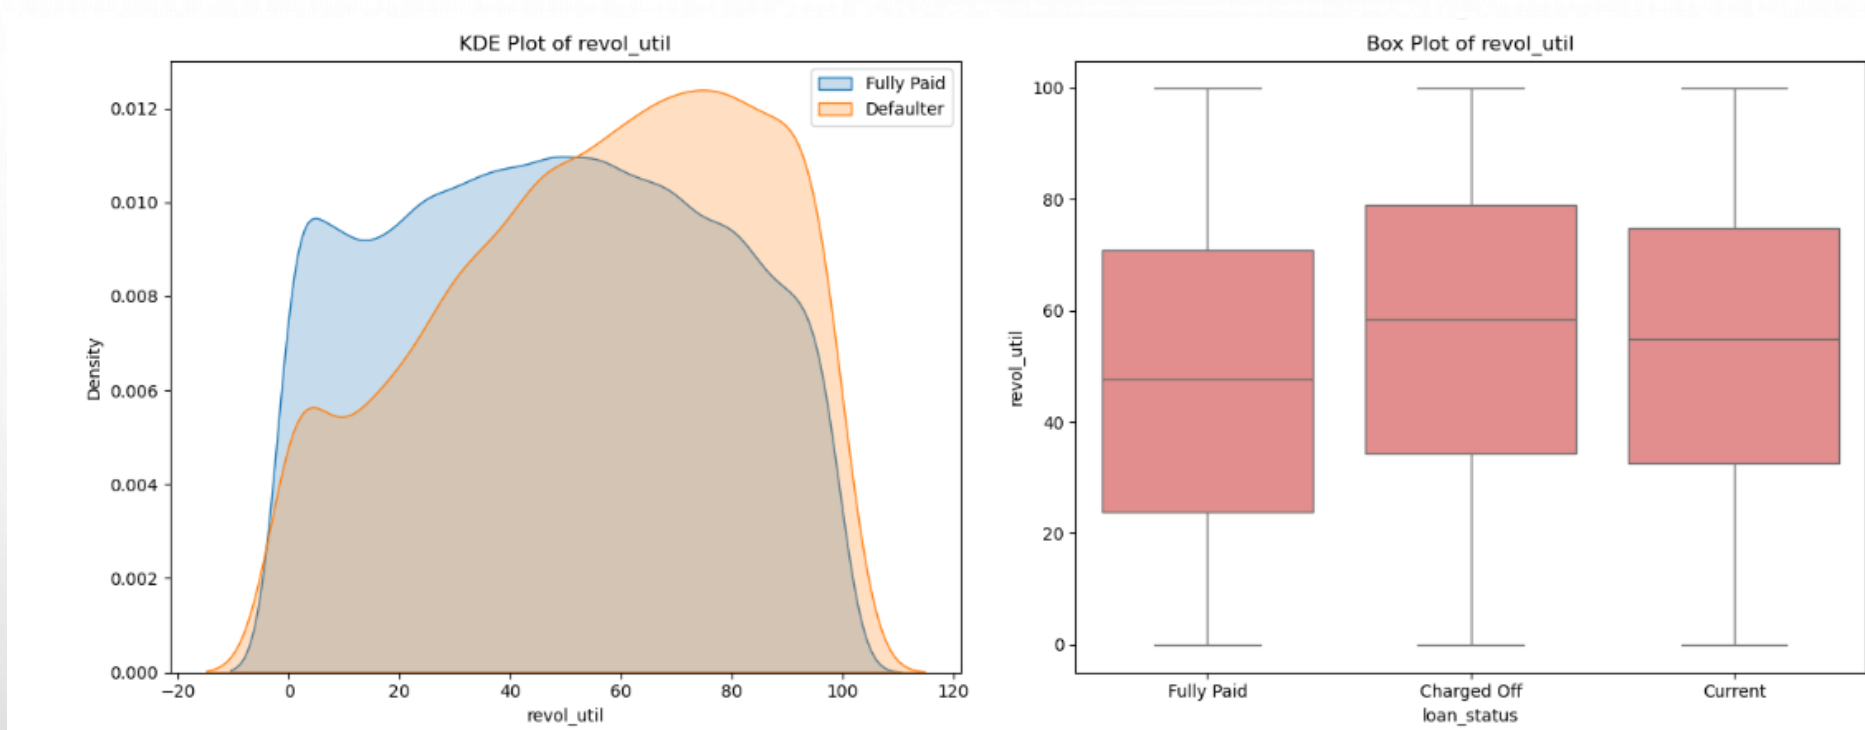 KDE Plot of revol_util
Fully Paid
Defaulter
0.012
0.010
0.008
0.006
0.004
0.002
0.000
Density
−20 0 20 40 60 80 100 120
revol_util
Box Plot of revol_util
100
80
60
40
20
0
revol_util
Fully Paid Charged Off Current
loan_status